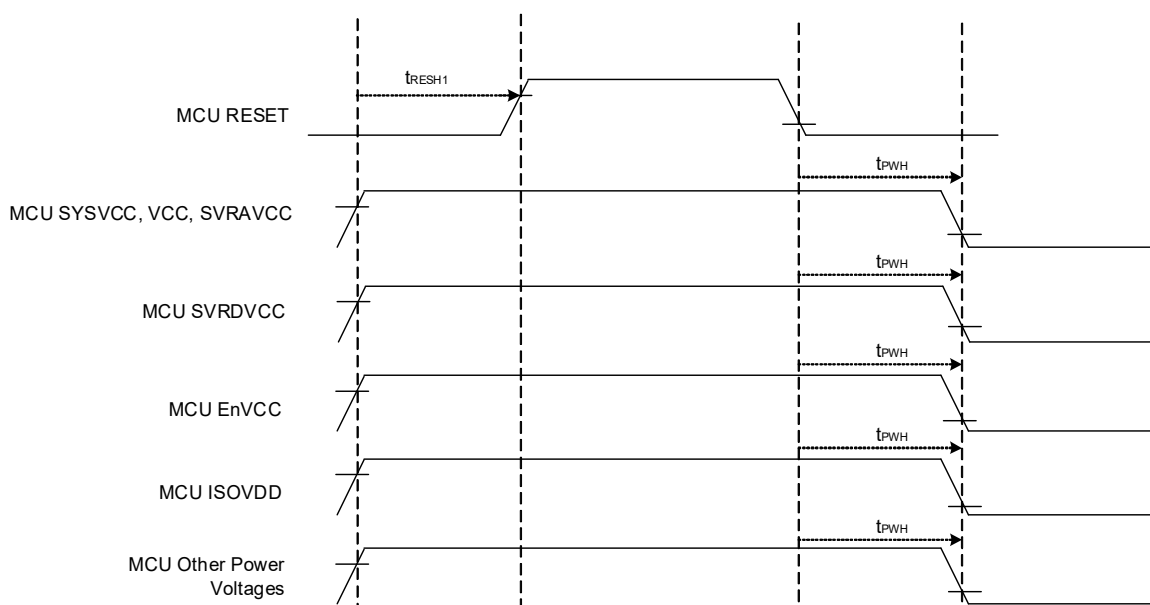 tRESH1
MCU RESET
tPWH
MCU SYSVCC, VCC, SVRAVCC
tPWH
MCU SVRDVCC
tPWH
MCU EnVCC
tPWH
MCU ISOVDD
tPWH
MCU Other Power
Voltages